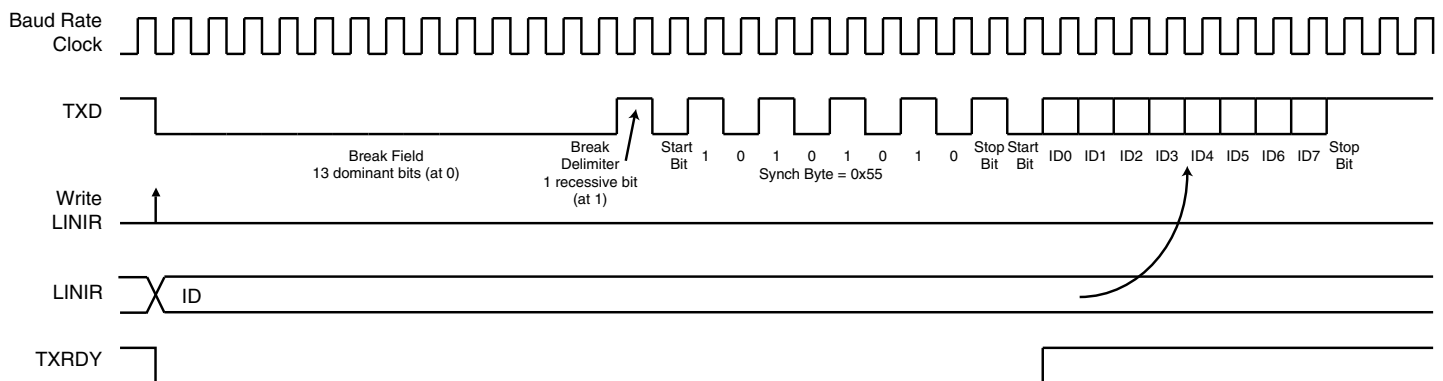 Baud Rate
Clock
TXD
Break Field
13 dominant bits (at 0)
Break
Delimiter
1 recessive bit
(at 1)
Start
Bit
1 0 1 0 1 0 1 0
Synch Byte = 0x55
Stop
Bit
Start
Bit
ID0 ID1 ID2 ID3 ID4 ID5 ID6 ID7
Stop
Bit
Write
LINIR
LINIR
ID
TXRDY